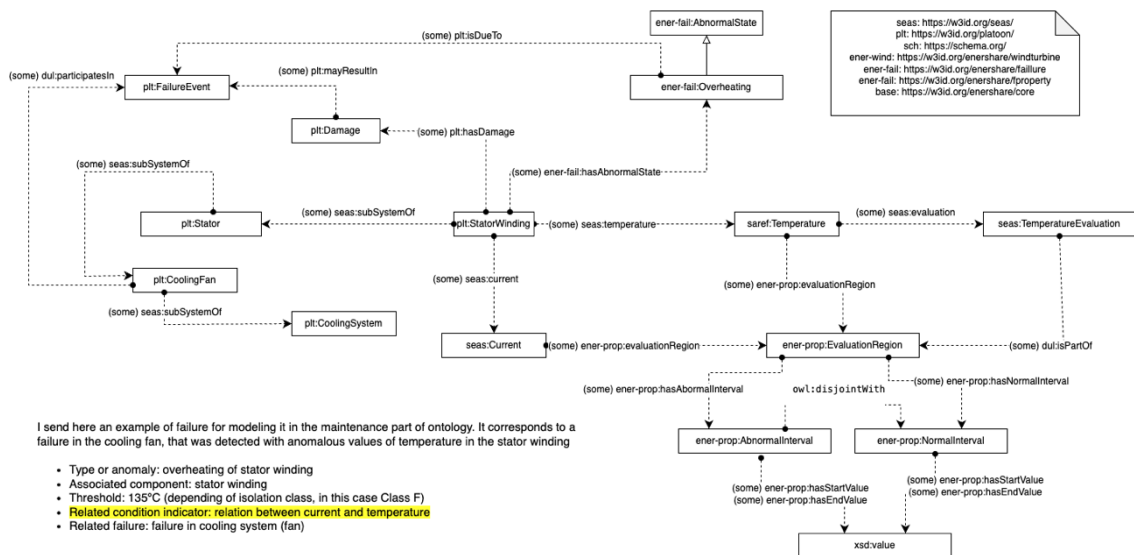 ener-fail:AbnormalState
seas: https://w3id.org/seas/
plt: https://w3id.org/platoon/
sch: https://schema.org/
ener-wind: https://w3id.org/enershare/windturbine
ener-fail: https://w3id.org/enershare/faillure
ener-fail: https://w3id.org/enershare/fproperty
base: https://w3id.org/enershare/core
(some) plt:isDueTo
(some) dul:participatesIn
(some) plt:mayResultIn
plt:FailureEvent
ener-fail:Overheating
plt:Damage
(some) plt:hasDamage
(some) seas:subSystemOf
(some) ener-fail:hasAbnormalState
plt:Stator
(some) seas:subSystemOf
plt:StatorWinding
(some) seas:temperature
saref:Temperature
(some) seas:evaluation
seas:TemperatureEvaluation
plt:CoolingFan
(some) seas:current
(some) ener-prop:evaluationRegion
(some) seas:subSystemOf
plt:CoolingSystem
seas:Current
(some) ener-prop:evaluationRegion
ener-prop:EvaluationRegion
(some) dul:isPartOf
(some) ener-prop:hasAbormalInterval
owl:disjointWith
(some) ener-prop:hasNormalInterval
I send here an example of failure for modeling it in the maintenance part of ontology. It corresponds to a
failure in the cooling fan, that was detected with anomalous values of temperature in the stator winding
ener-prop:AbnormalInterval
ener-prop:NormalInterval
• Type or anomaly: overheating of stator winding
• Associated component: stator winding
• Threshold: 135ºC (depending of isolation class, in this case Class F)
• Related condition indicator: relation between current and temperature
• Related failure: failure in cooling system (fan)
(some) ener-prop:hasStartValue
(some) ener-prop:hasEndValue
(some) ener-prop:hasStartValue
(some) ener-prop:hasEndValue
xsd:value